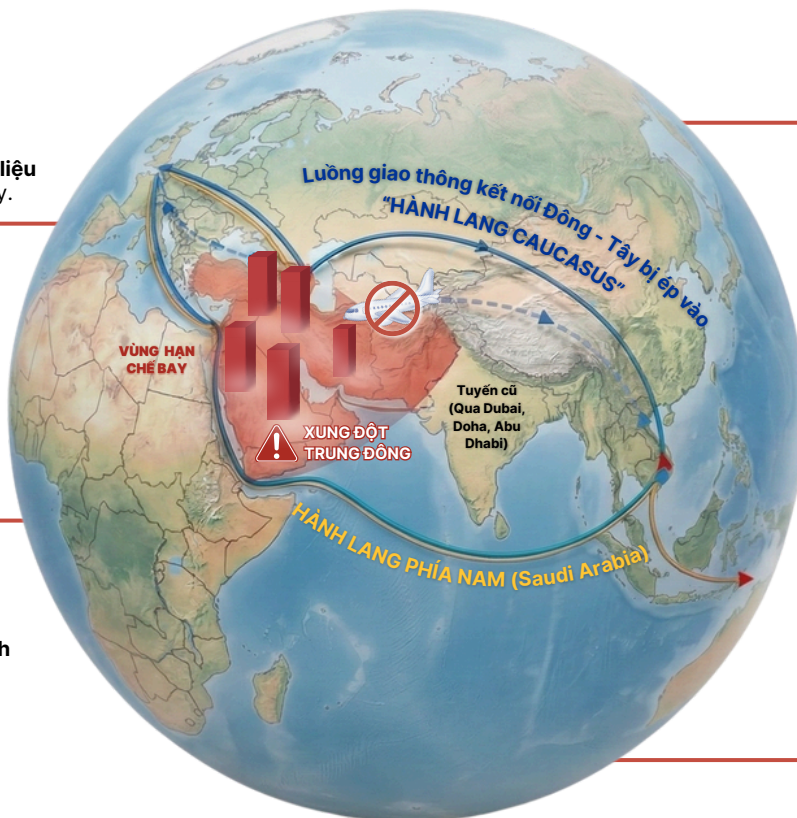 liệu
y.
Luồng giao thông kết nối Đông - Tây bị ép vào
“HÀNH LANG CAUCASUS”
VÙNG HẠN
CHẾ BAY
Tuyến cũ
(Qua Dubai,
Doha, Abu
Dhabi)
XUNG ĐỘT
TRUNG ĐÔNG
HÀNH LANG PHÍA NAM (Saudi Arabia)
h